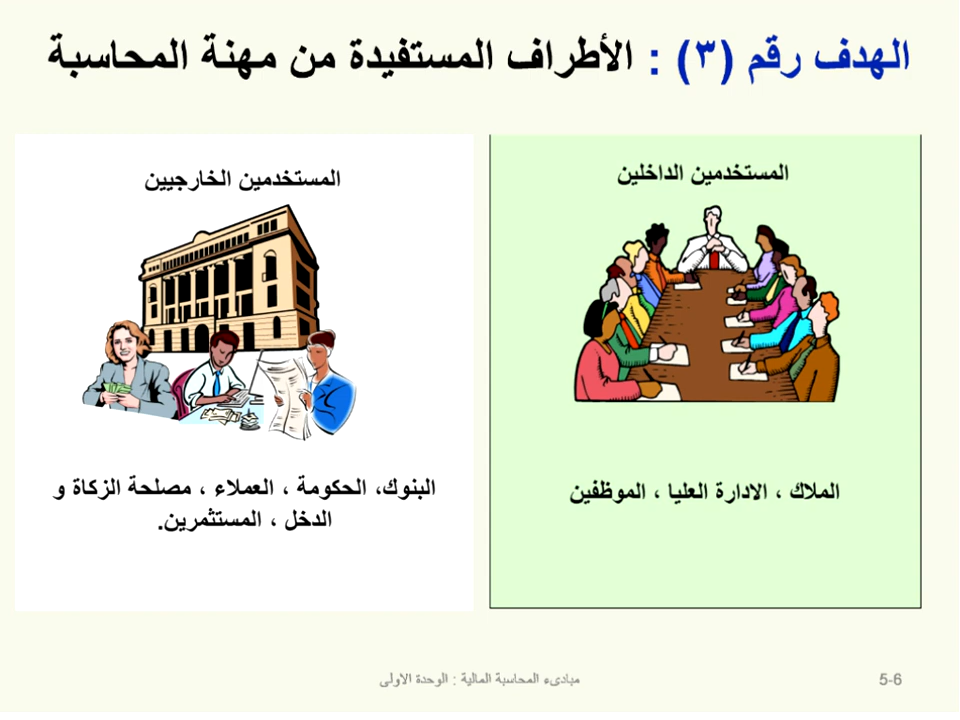 الهدف رقم (٣) : الأطراف المستفيدة من مهنة المحاسبة
المستخدمين الداخلين
الملاك ، الادارة العليا ، الموظفين
المستخدمين الخارجيين
البنوك، الحكومة ، العملاء ، مصلحة الزكاة و
الدخل ، المستثمرين.
5-6
مبادىء المحاسبة المالية : الوحدة الاولى